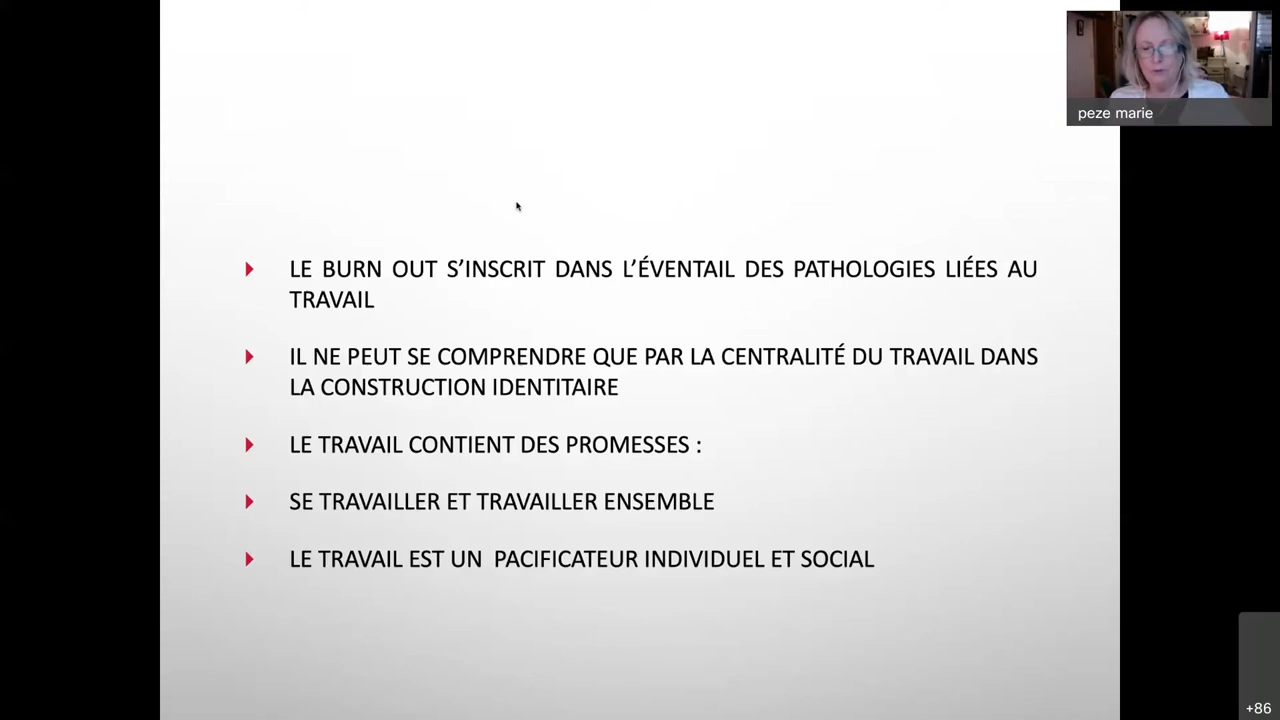 peze marie
LE BURN OUT S’INSCRIT DANS L’ÉVENTAIL DES PATHOLOGIES LIÉES AU
TRAVAIL
IL NE PEUT SE COMPRENDRE QUE PAR LA CENTRALITÉ DU TRAVAIL DANS
LA CONSTRUCTION IDENTITAIRE
LE TRAVAIL CONTIENT DES PROMESSES :
SE TRAVAILLER ET TRAVAILLER ENSEMBLE
LE TRAVAIL EST UN PACIFICATEUR INDIVIDUEL ET SOCIAL
+86